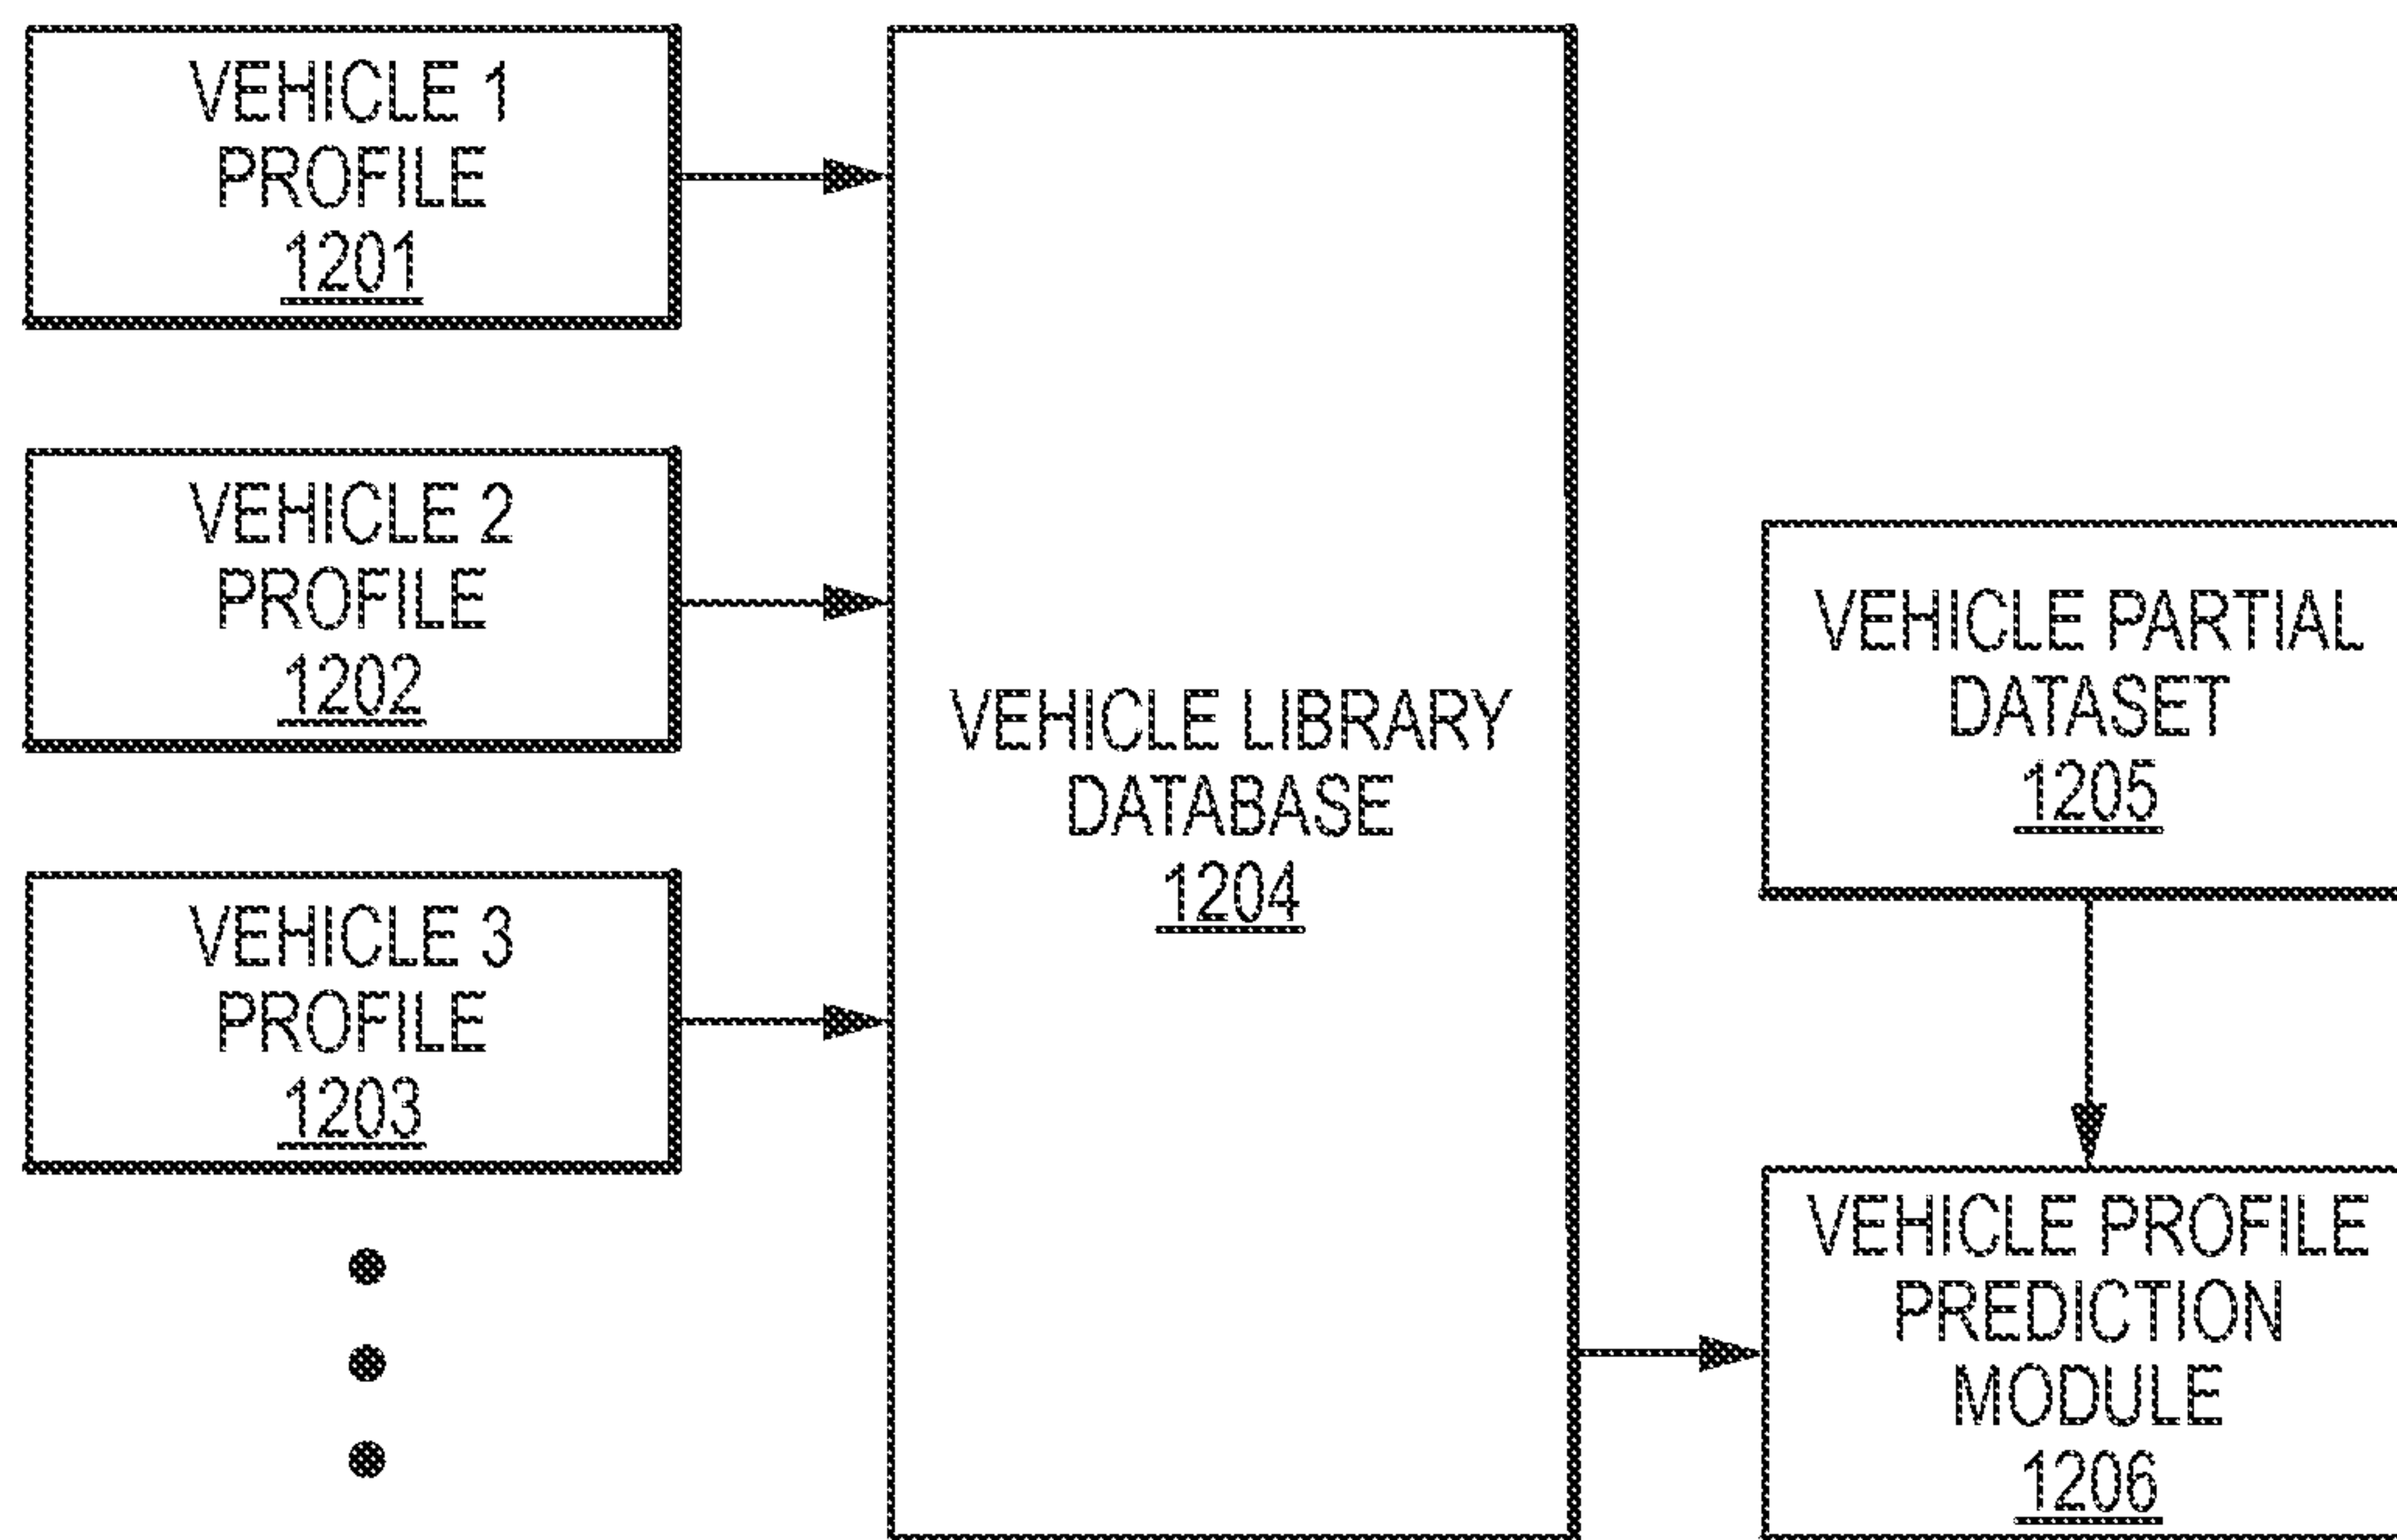 VEHICLE 1
PROFILE
1201
VEHICLE 2
PROFILE
1202
VEHICLE 3
PROFILE
1203
VEHICLE LIBRARY
DATABASE
1204
VEHICLE PARTIAL
DATASET
1205
VEHICLE PROFILE
PREDICTION
MODULE
1206